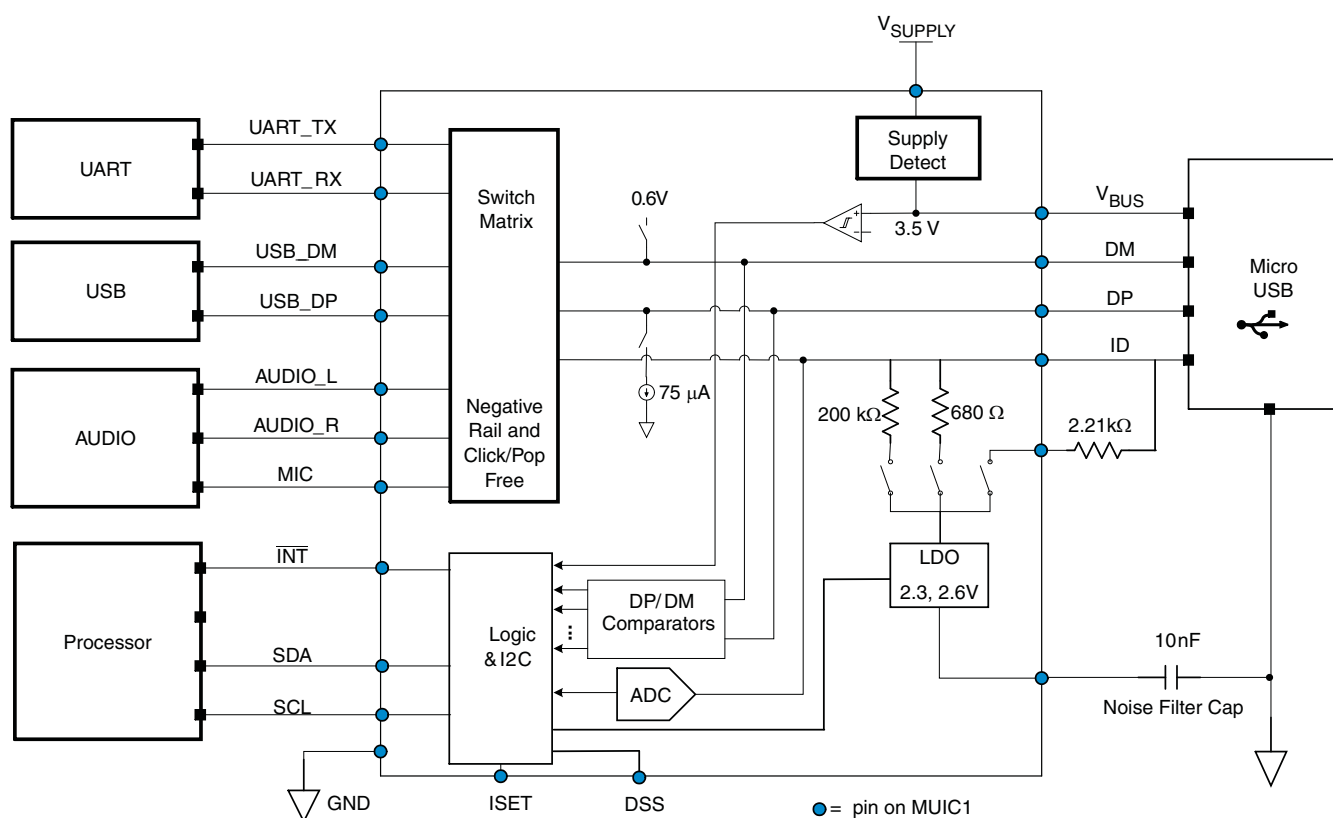 V_SUPPLY
UART
UART_TX
UART_RX
Supply
Detect
Switch
Matrix
0.6V
3.5 V
V_BUS
USB
USB_DM
USB_DP
DM
DP
ID
Micro
USB
AUDIO
AUDIO_L
AUDIO_R
MIC
Negative
Rail and
Click/Pop
Free
75 µA
200 kΩ
680 Ω
2.21kΩ
Processor
INT
SDA
SCL
Logic
& I2C
DP/DM
Comparators
ADC
LDO
2.3, 2.6V
10nF
Noise Filter Cap
GND
ISET
DSS
= pin on MUIC1